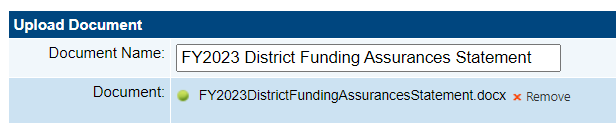 Upload Document
Document Name: FY2023 District Funding Assurances Statement
Document: FY2023DistrictFundingAssurancesStatement.docx Remove